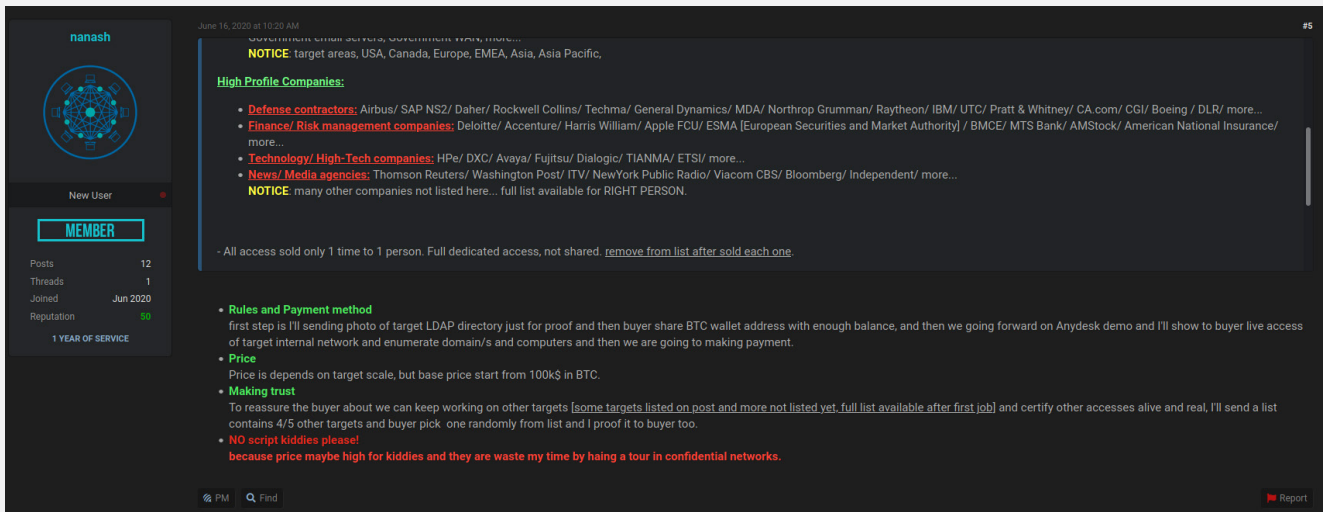 nanash
New User
MEMBER
Posts 12
Threads 1
Joined Jun 2020
Reputation 50
1 YEAR OF SERVICE
June 16, 2020 at 10:20 AM
#5
Government email servers, Government WAN, more...
NOTICE: target areas, USA, Canada, Europe, EMEA, Asia, Asia Pacific,
High Profile Companies:
• Defense contractors: Airbus/ SAP NS2/ Daher/ Rockwell Collins/ Techma/ General Dynamics/ MDA/ Northrop Grumman/ Raytheon/ IBM/ UTC/ Pratt & Whitney/ CA.com/ CGI/ Boeing / DLR/ more...
• Finance/ Risk management companies: Deloitte/ Accenture/ Harris William/ Apple FCU/ ESMA [European Securities and Market Authority] / BMCE/ MTS Bank/ AMStock/ American National Insurance/
more...
• Technology/ High-Tech companies: HPe/ DXC/ Avaya/ Fujitsu/ Dialogic/ TIANMA/ ETSI/ more...
• News/ Media agencies: Thomson Reuters/ Washington Post/ ITV/ NewYork Public Radio/ Viacom CBS/ Bloomberg/ Independent/ more...
NOTICE: many other companies not listed here... full list available for RIGHT PERSON.
- All access sold only 1 time to 1 person. Full dedicated access, not shared. remove from list after sold each one.
• Rules and Payment method
first step is I'll sending photo of target LDAP directory just for proof and then buyer share BTC wallet address with enough balance, and then we going forward on Anydesk demo and I'll show to buyer live access
of target internal network and enumerate domain/s and computers and then we are going to making payment.
• Price
Price is depends on target scale, but base price start from 100k$ in BTC.
• Making trust
To reassure the buyer about we can keep working on other targets [some targets listed on post and more not listed yet, full list available after first job] and certify other accesses alive and real, I'll send a list
contains 4/5 other targets and buyer pick one randomly from list and I proof it to buyer too.
• NO script kiddies please!
because price maybe high for kiddies and they are waste my time by haing a tour in confidential networks.
PM
Find
Report